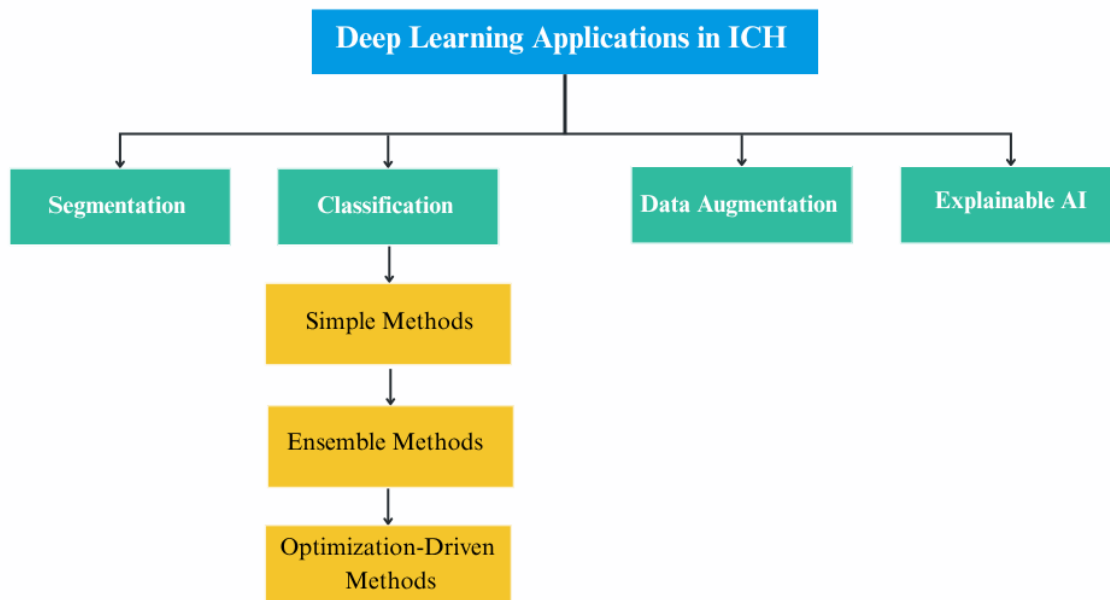 Deep Learning Applications in ICH
Segmentation
Classification
Data Augmentation
Explainable AI
Simple Methods
Ensemble Methods
Optimization-Driven
Methods